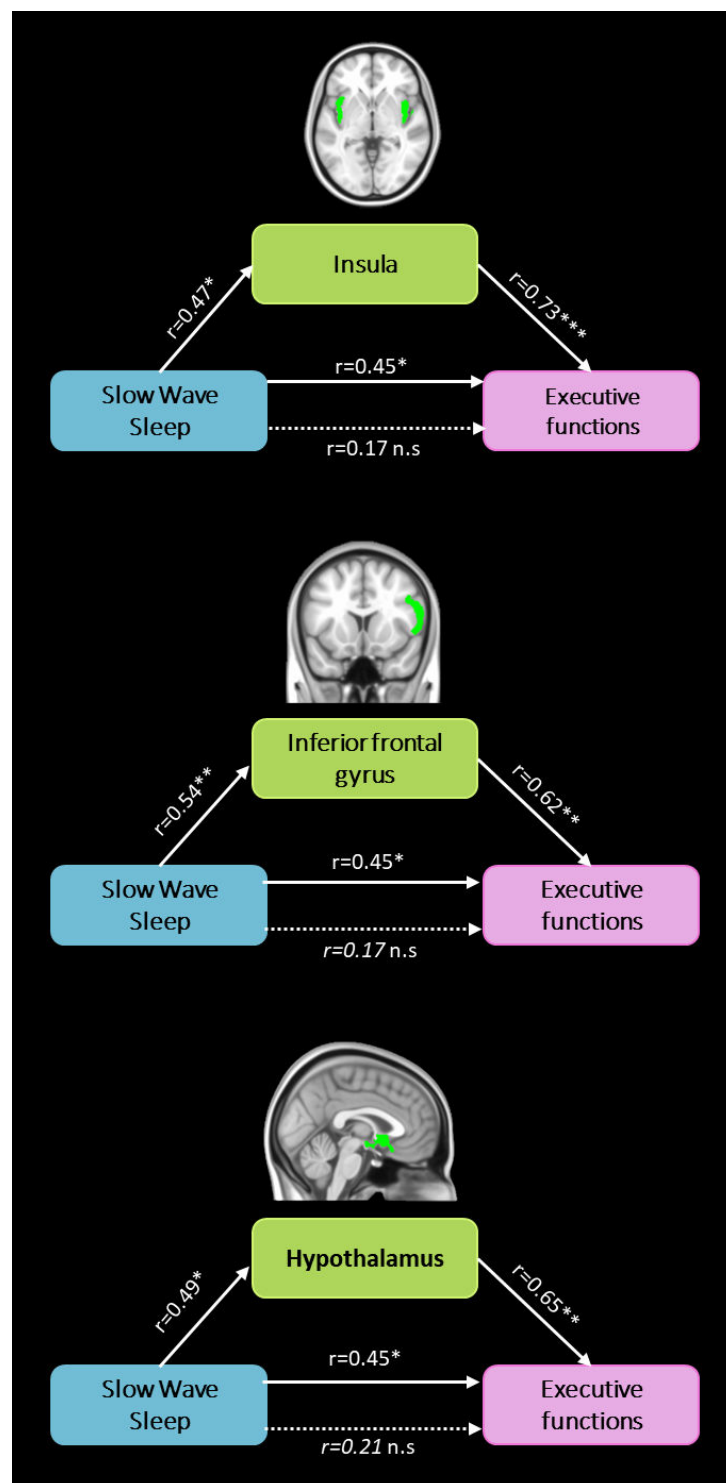 Insula
r=0.47*
r=0.73***
Slow Wave
Sleep
r=0.45*
r=0.17 n.s
Executive
functions
Inferior frontal
gyrus
r=0.54**
r=0.62**
Slow Wave
Sleep
r=0.45*
r=0.17 n.s
Executive
functions
Hypothalamus
r=0.49*
r=0.65**
Slow Wave
Sleep
r=0.45*
r=0.21 n.s
Executive
functions